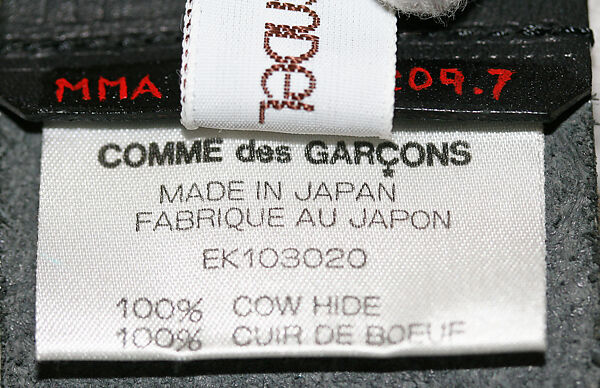 MMA
09.7
COMME des GARÇONS
MADE IN JAPAN
FABRIQUE AU JAPON
EK103020
100% COW HIDE
100% CUIR DE BOEUF